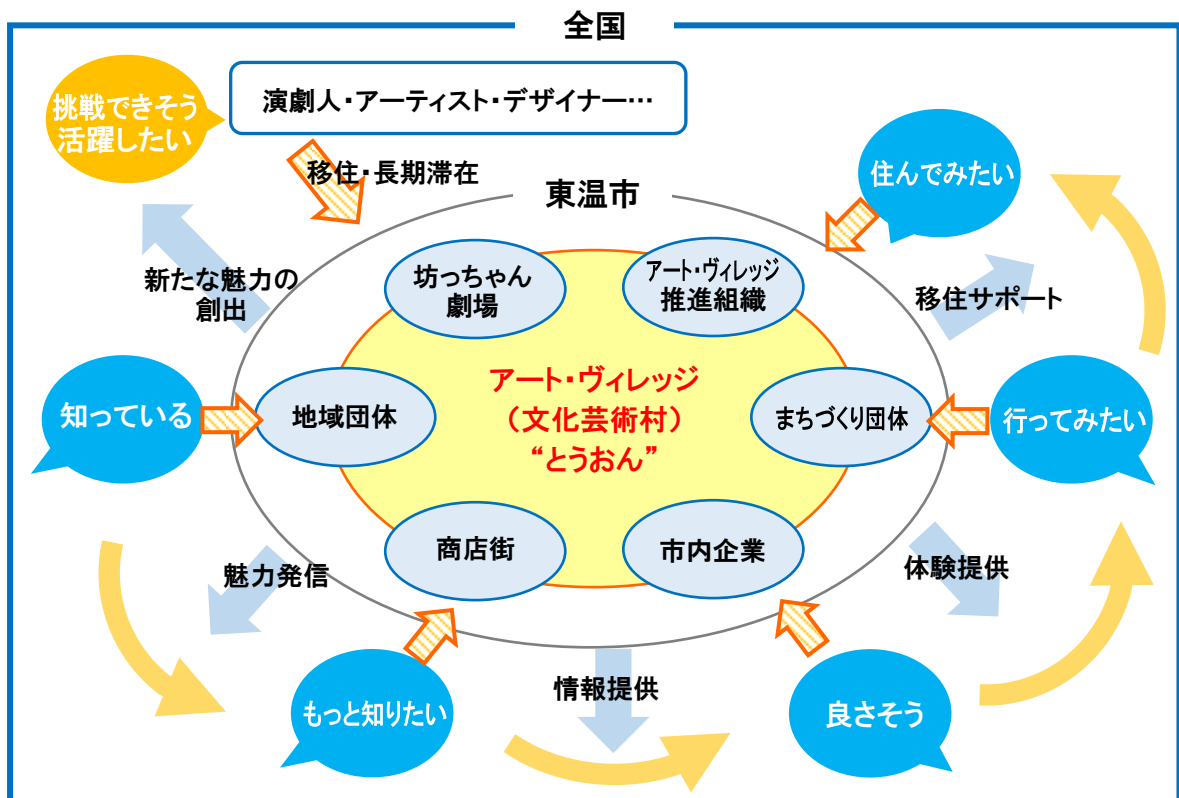 全国
演劇人・アーティスト・デザイナー…
挑戦できそう
活躍したい
移住・長期滞在
住んでみたい
東温市
坊っちゃん
劇場
アート・ヴィレッジ
推進組織
新たな魅力の
創出
移住サポート
アート・ヴィレッジ
（文化芸術村）
“とうおん”
知っている
地域団体
まちづくり団体
行ってみたい
商店街
市内企業
魅力発信
体験提供
情報提供
もっと知りたい
良さそう